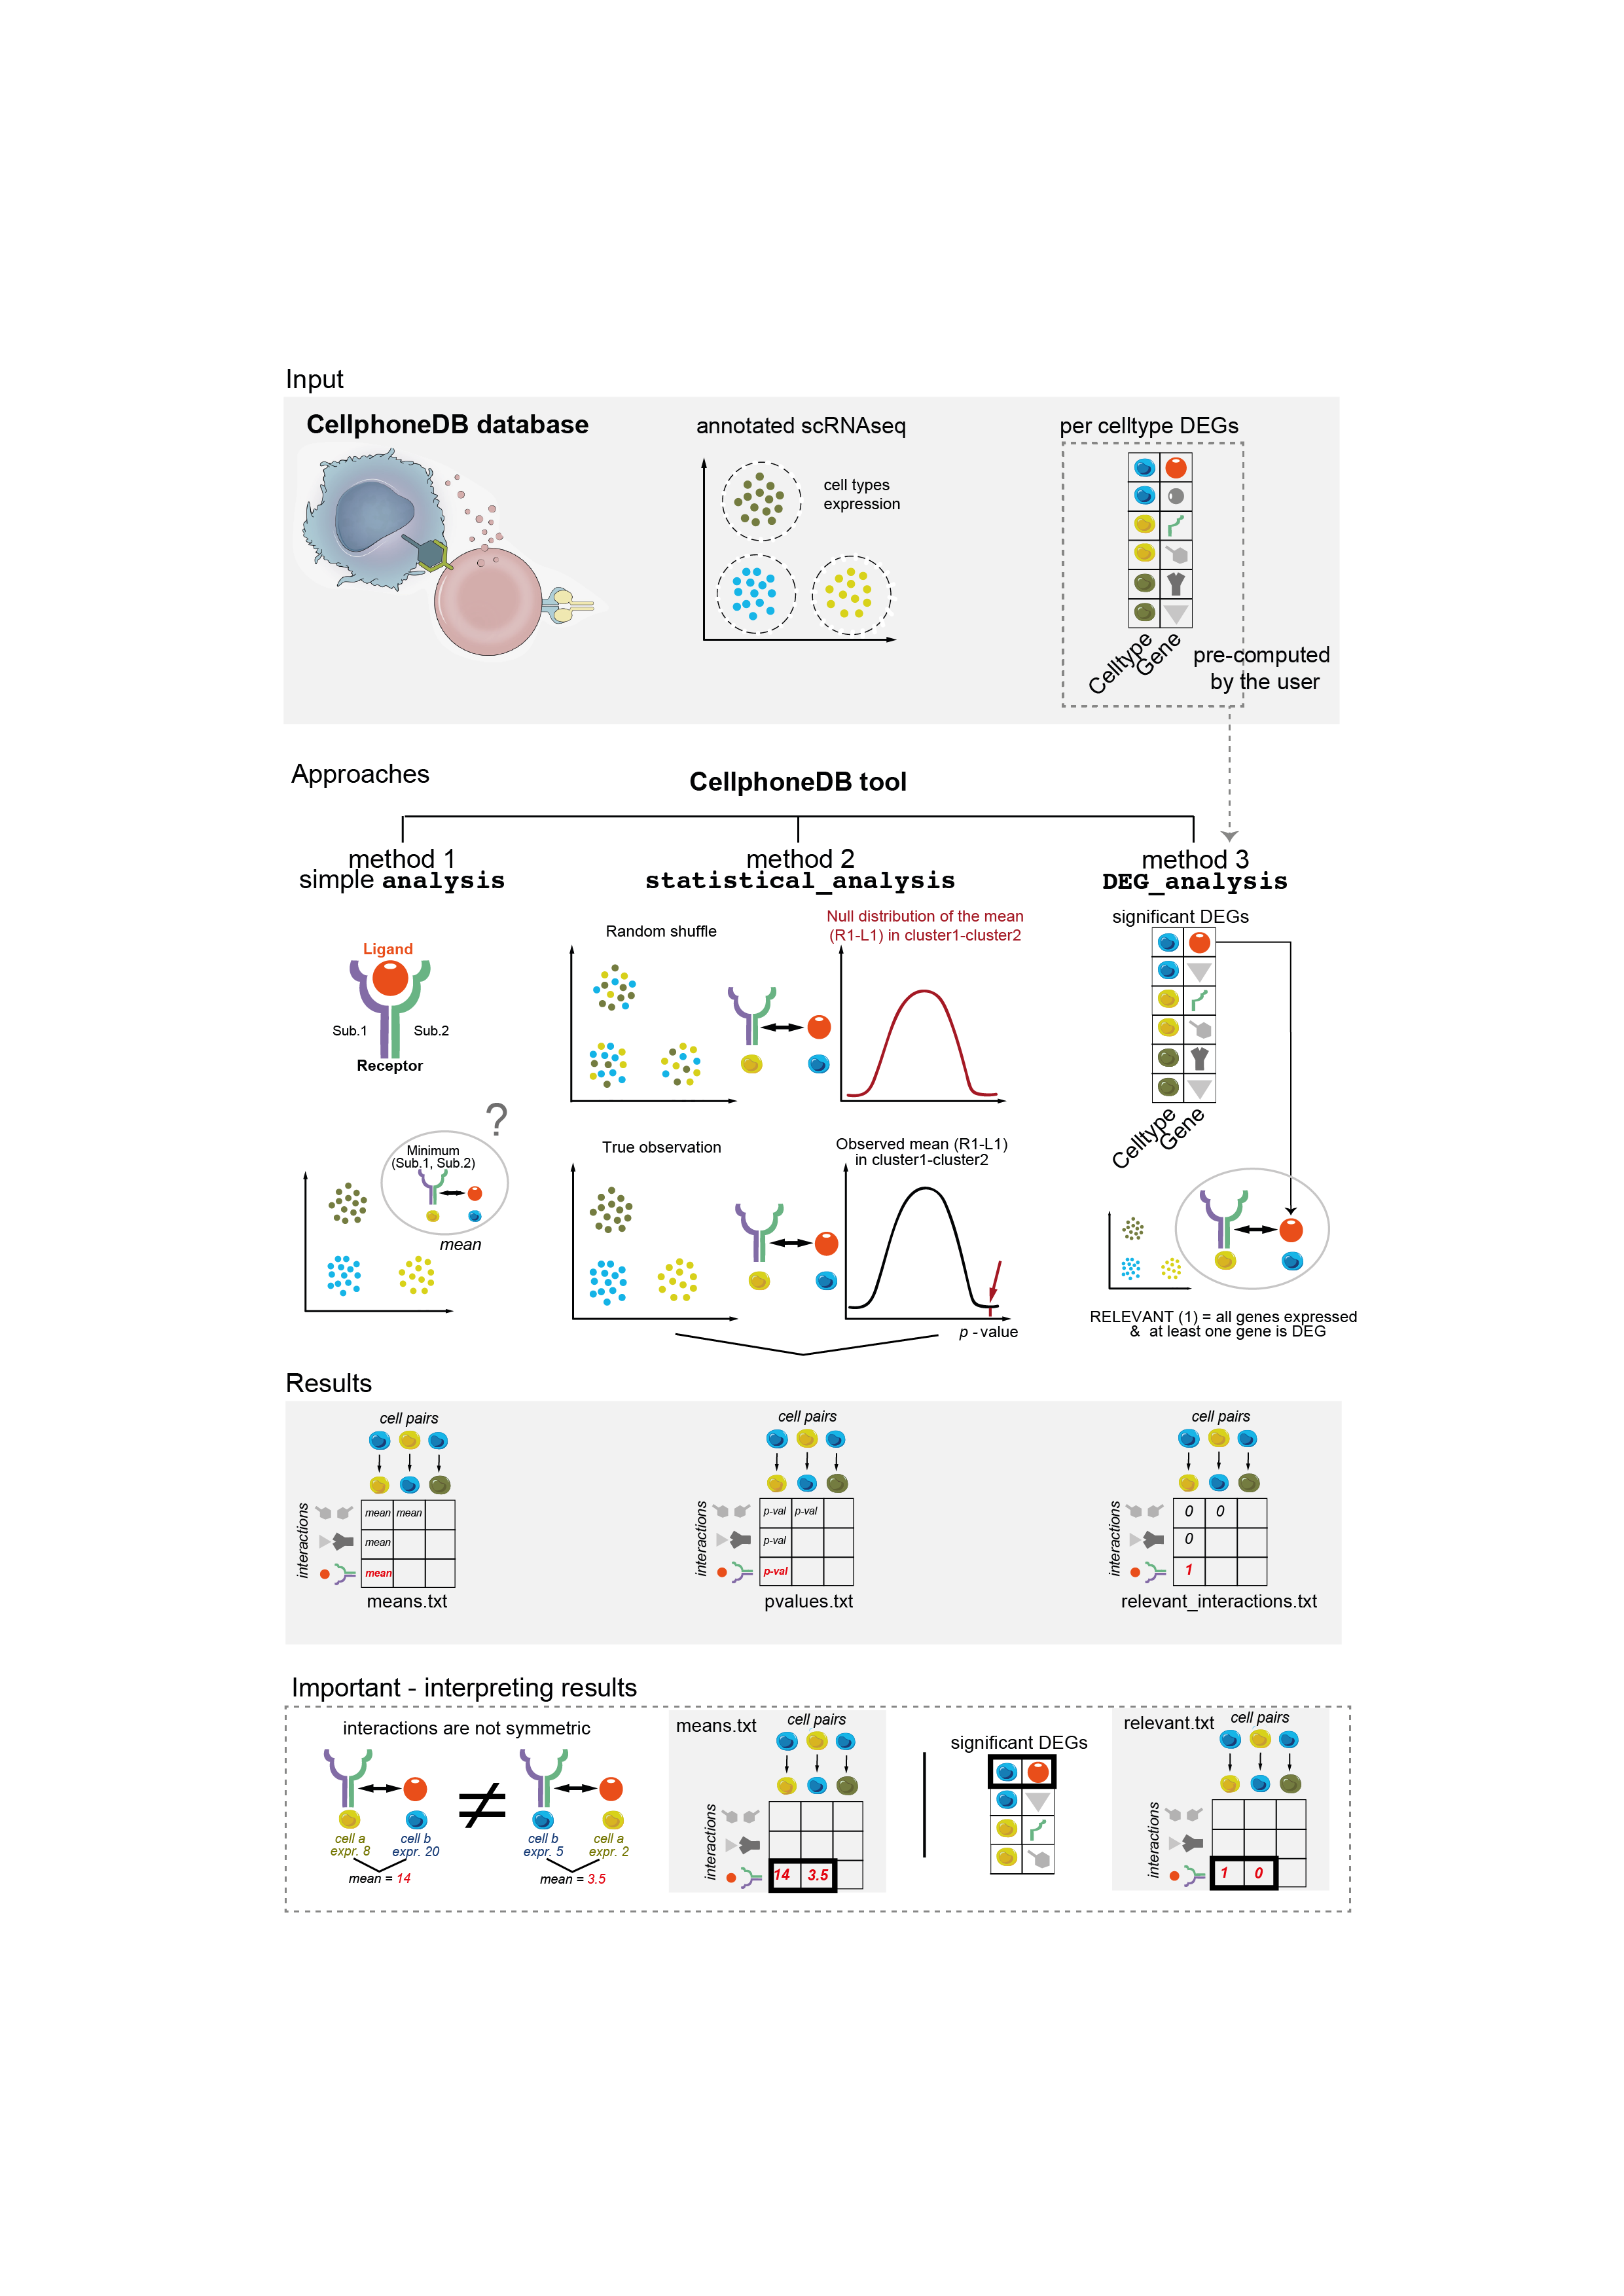 Input
CellphoneDB database
annotated scRNAseq
per celltype DEGs
cell types
expression
Celltype
Gene
pre-computed
by the user
Approaches
CellphoneDB tool
method 1
simple analysis
method 2
statistical_analysis
method 3
DEG_analysis
Ligand
Sub.1
Sub.2
Receptor
?
Minimum
(Sub.1, Sub.2)
mean
Random shuffle
Null distribution of the mean
(R1-L1) in cluster1-cluster2
True observation
Observed mean (R1-L1)
in cluster1-cluster2
p - value
significant DEGs
Celltype
Gene
RELEVANT (1) = all genes expressed
& at least one gene is DEG
Results
cell pairs
interactions
mean mean
mean
mean
means.txt
cell pairs
interactions
p-val p-val
p-val
p-val
pvalues.txt
cell pairs
interactions
0 0
0
1
relevant_interactions.txt
Important - interpreting results
interactions are not symmetric
≠
cell a
expr. 8
cell b
expr. 20
mean = 14
cell b
expr. 5
cell a
expr. 2
mean = 3.5
means.txt
cell pairs
interactions
14 3.5
significant DEGs
relevant.txt
cell pairs
interactions
1 0